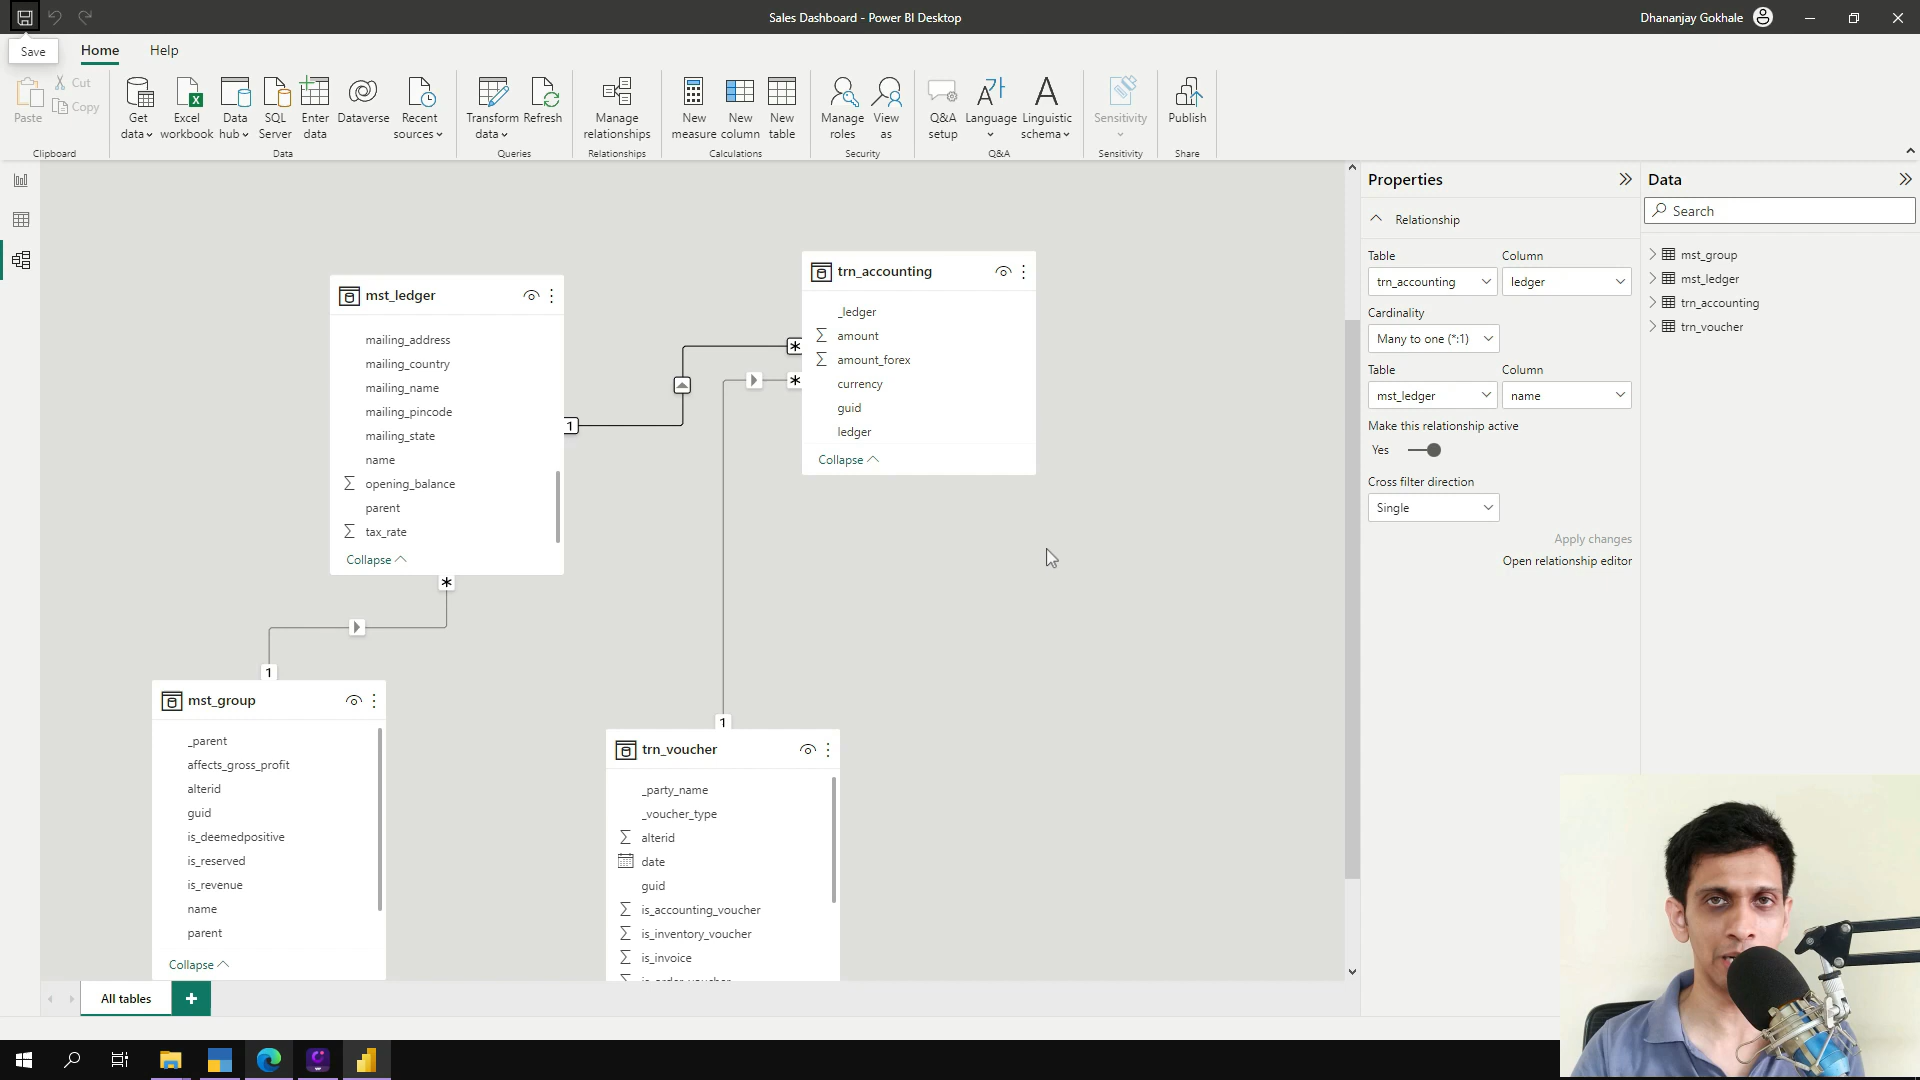 Sales Dashboard - Power BI Desktop
Dhananjay Gokhale
Save
Home
Help
Paste
Cut
Copy
Clipboard
Get data
Excel workbook
Data hub
SQL Server
Enter data
Dataverse
Recent sources
Data
Transform data
Refresh
Queries
Manage relationships
Relationships
New measure
New column
New table
Calculations
Manage roles
View as
Security
Q&A setup
Language
Linguistic schema
Q&A
Sensitivity
Sensitivity
Publish
Share
mst_ledger
mailing_address
mailing_country
mailing_name
mailing_pincode
mailing_state
name
opening_balance
parent
tax_rate
Collapse
trn_accounting
_ledger
amount
amount_forex
currency
guid
ledger
Collapse
*
*
1
*
1
1
mst_group
_parent
affects_gross_profit
alterid
guid
is_deemedpositive
is_reserved
is_revenue
name
parent
Collapse
trn_voucher
_party_name
_voucher_type
alterid
date
guid
is_accounting_voucher
is_inventory_voucher
is_invoice
All tables
Properties
Relationship
Table
Column
trn_accounting
ledger
Cardinality
Many to one (*:1)
Table
Column
mst_ledger
name
Make this relationship active
Yes
Cross filter direction
Single
Apply changes
Open relationship editor
Data
Search
mst_group
mst_ledger
trn_accounting
trn_voucher